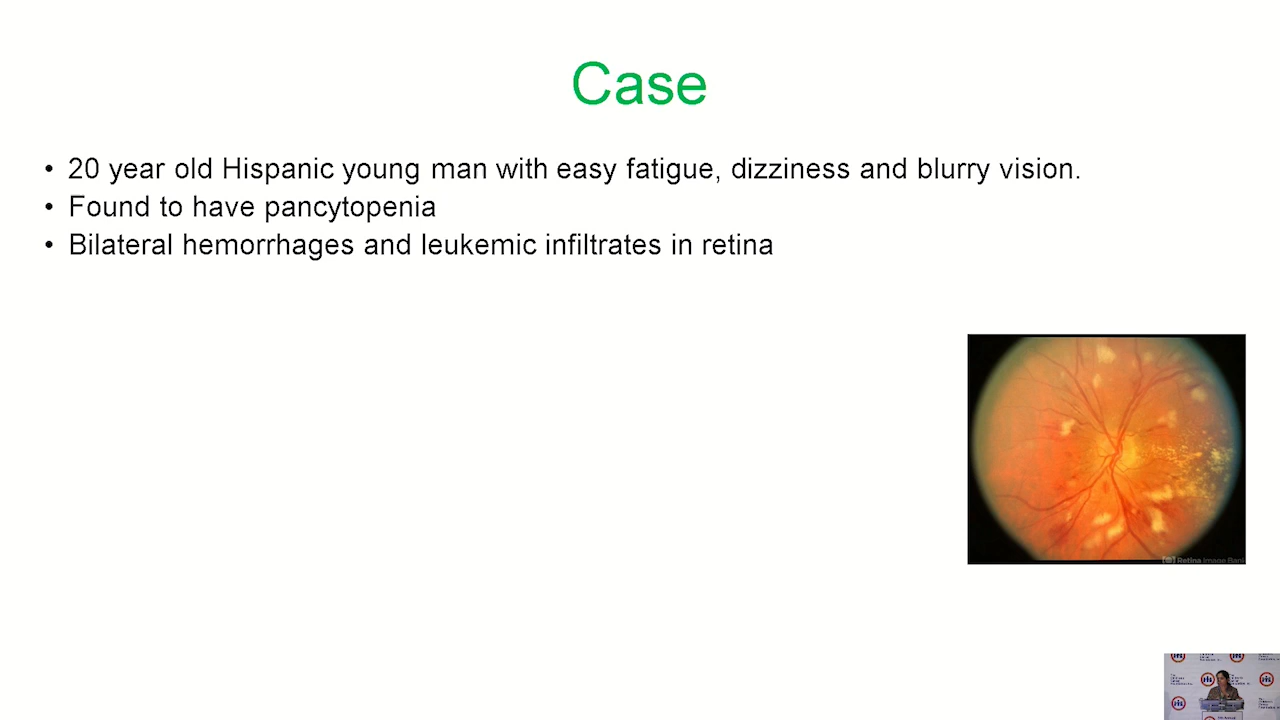 Case
• 20 year old Hispanic young man with easy fatigue, dizziness and blurry vision.
• Found to have pancytopenia
• Bilateral hemorrhages and leukemic infiltrates in retina
Retina Image Bank